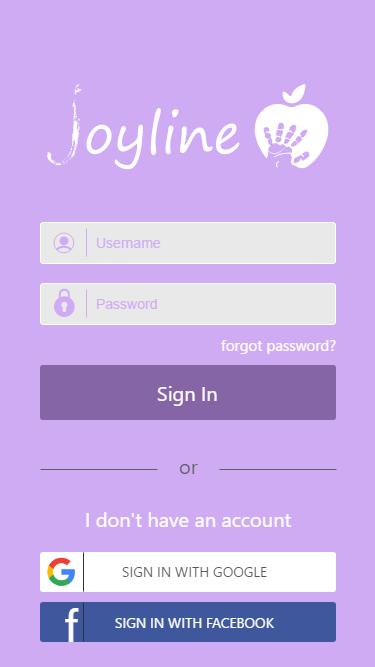 Joyline
Username
Password
forgot password?
Sign In
or
I don't have an account
SIGN IN WITH GOOGLE
SIGN IN WITH FACEBOOK